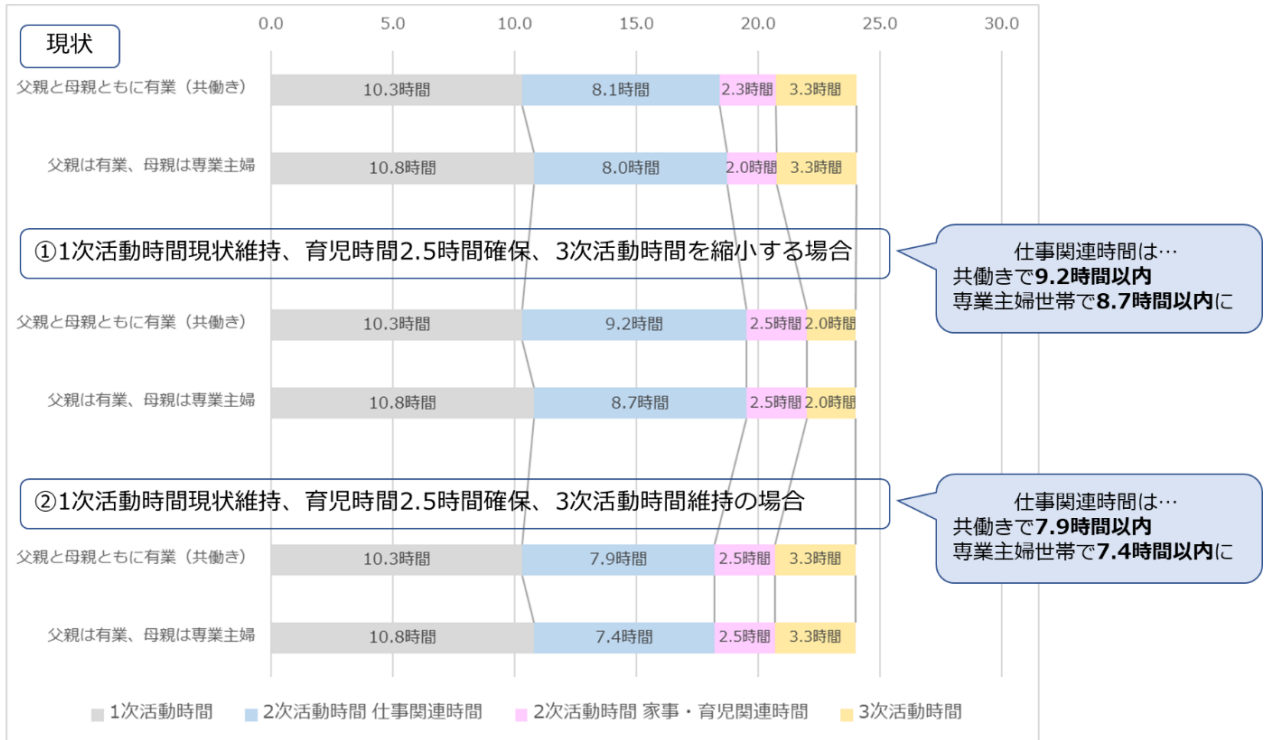 0.0 5.0 10.0 15.0 20.0 25.0 30.0
現状
父親と母親ともに有業（共働き） 10.3時間 8.1時間 2.3時間 3.3時間
父親は有業、母親は専業主婦 10.8時間 8.0時間 2.0時間 3.3時間
①1次活動時間現状維持、育児時間2.5時間確保、3次活動時間を縮小する場合
仕事関連時間は…
共働きで9.2時間以内
専業主婦世帯で8.7時間以内に
父親と母親ともに有業（共働き） 10.3時間 9.2時間 2.5時間 2.0時間
父親は有業、母親は専業主婦 10.8時間 8.7時間 2.5時間 2.0時間
②1次活動時間現状維持、育児時間2.5時間確保、3次活動時間維持の場合
仕事関連時間は…
共働きで7.9時間以内
専業主婦世帯で7.4時間以内に
父親と母親ともに有業（共働き） 10.3時間 7.9時間 2.5時間 3.3時間
父親は有業、母親は専業主婦 10.8時間 7.4時間 2.5時間 3.3時間
1次活動時間 2次活動時間 仕事関連時間 2次活動時間 家事・育児関連時間 3次活動時間